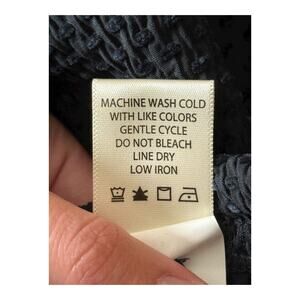 MACHINE WASH COLD
WITH LIKE COLORS
GENTLE CYCLE
DO NOT BLEACH
LINE DRY
LOW IRON